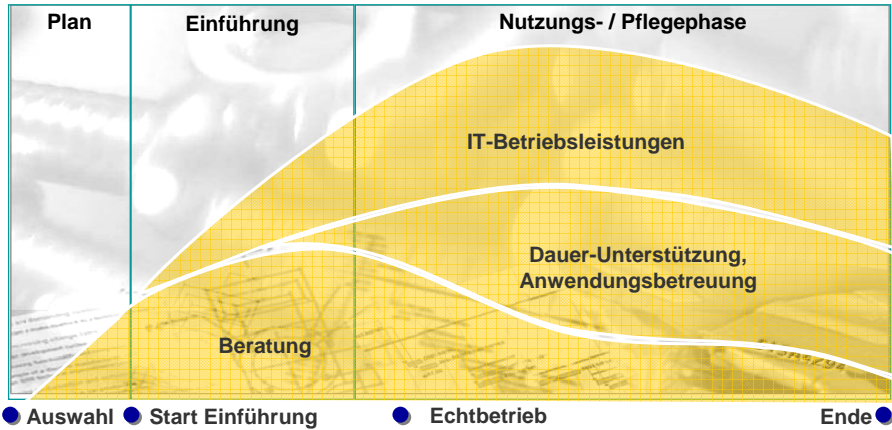 Plan
Einführung
Nutzungs- / Pflegephase
IT-Betriebsleistungen
Dauer-Unterstützung,
Anwendungsbetreuung
Beratung
Auswahl
Start Einführung
Echtbetrieb
Ende